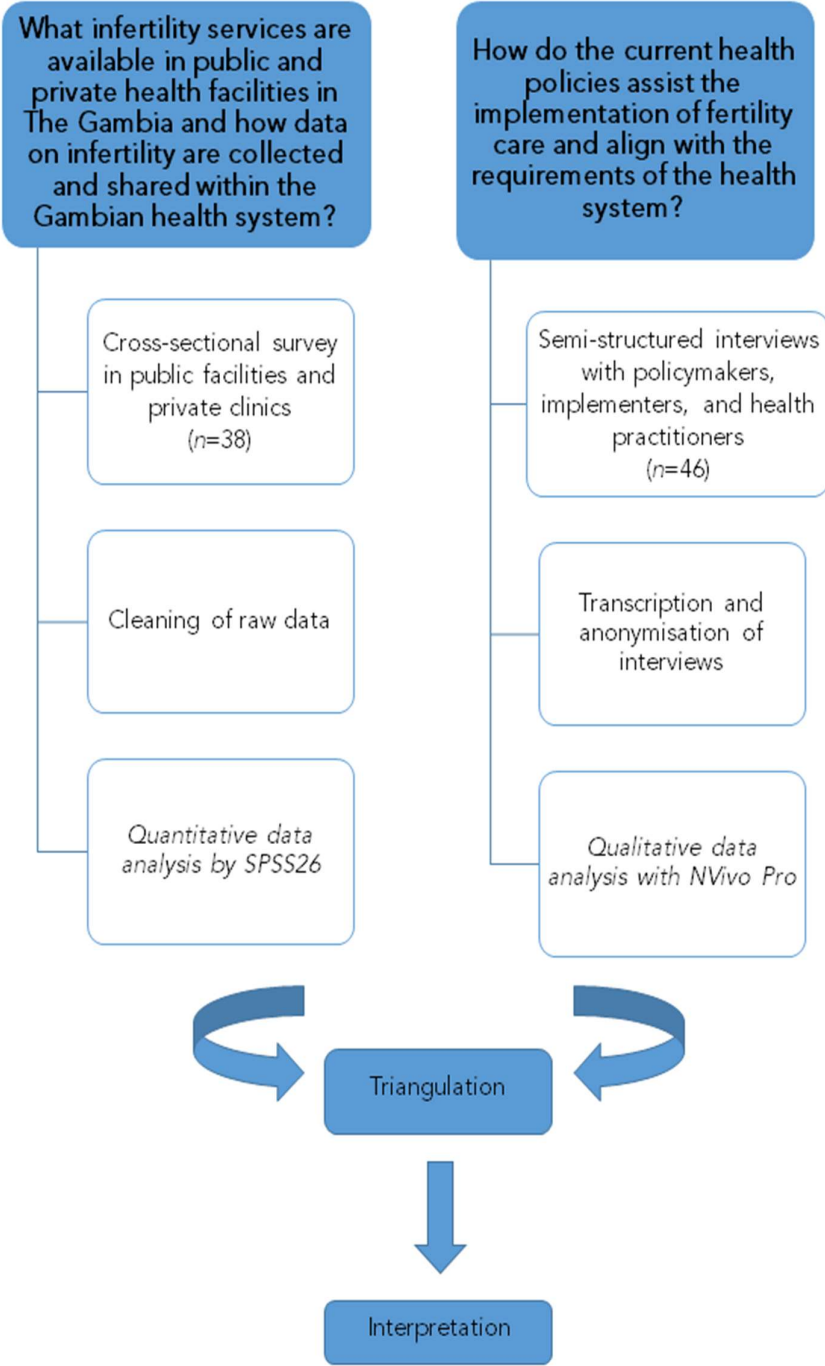 What infertility services are
available in public and
private health facilities in
The Gambia and how data
on infertility are collected
and shared within the
Gambian health system?
Cross-sectional survey
in public facilities and
private clinics
(n=38)
Cleaning of raw data
Quantitative data
analysis by SPSS26
How do the current health
policies assist the
implementation of fertility
care and align with the
requirements of the health
system?
Semi-structured interviews
with policymakers,
implementers, and health
practitioners
(n=46)
Transcription and
anonymisation of
interviews
Qualitative data
analysis with NVivo Pro
Triangulation
Interpretation